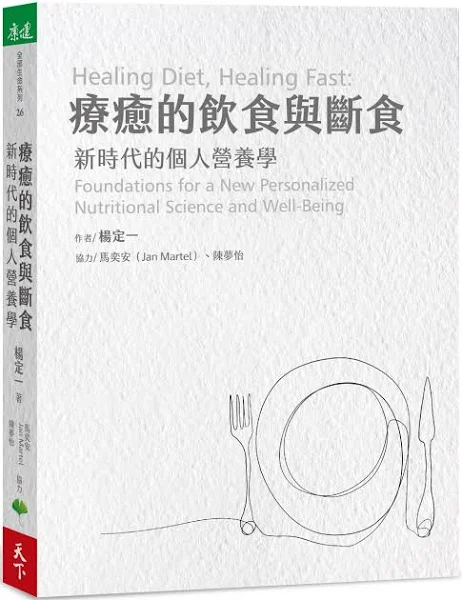 Healing Diet, Healing Fast:
療癒的飲食與斷食
新時代的個人營養學
Foundations for a New Personalized
Nutritional Science and Well-Being
作者/ 楊定一
協力/ 馬奕安（Jan Martel）、陳夢怡
康健
全部生命系列 26
療癒的飲食與斷食
新時代的個人營養學
楊定一 著
馬奕安
Jan Martel
陳夢怡
協力
天下